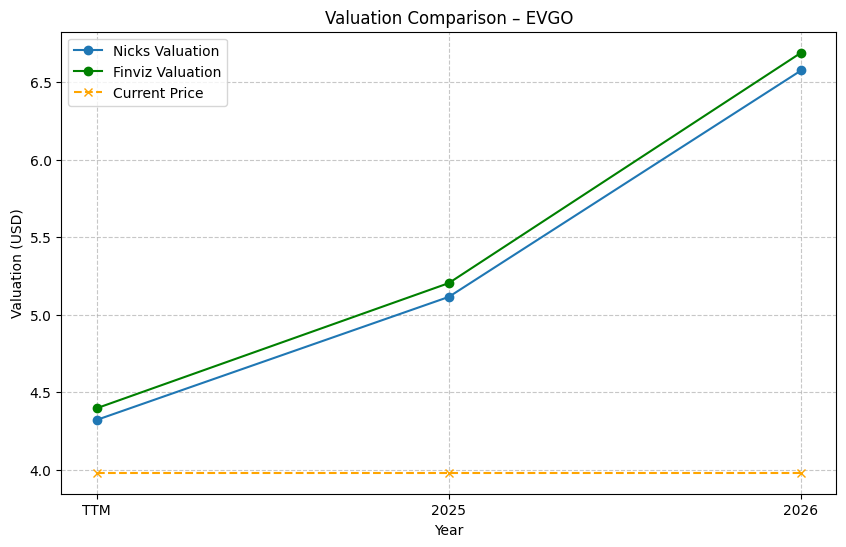 Valuation Comparison – EVGO
Nicks Valuation
Finviz Valuation
Current Price
Valuation (USD)
6.5
6.0
5.5
5.0
4.5
4.0
TTM
2025
2026
Year